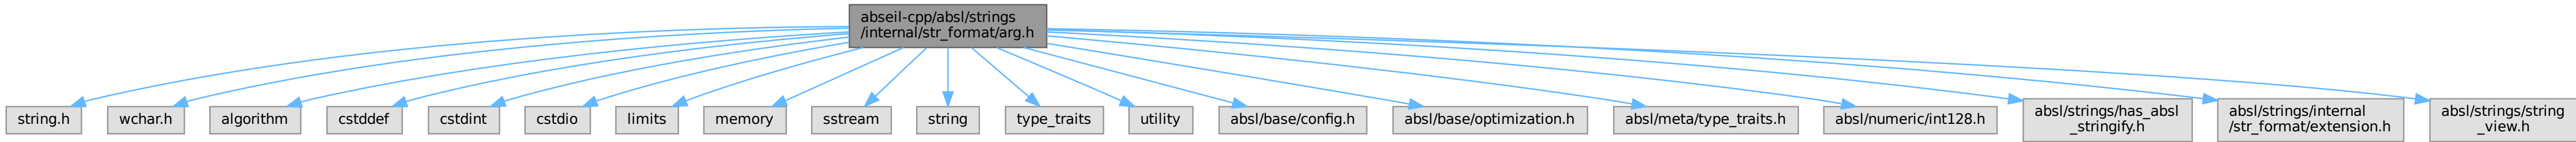 abseil-cpp/absl/strings
/internal/str_format/arg.h
string.h
wchar.h
algorithm
cstddef
cstdint
cstdio
limits
memory
sstream
string
type_traits
utility
absl/base/config.h
absl/base/optimization.h
absl/meta/type_traits.h
absl/numeric/int128.h
absl/strings/has_absl
_stringify.h
absl/strings/internal
/str_format/extension.h
absl/strings/string
_view.h